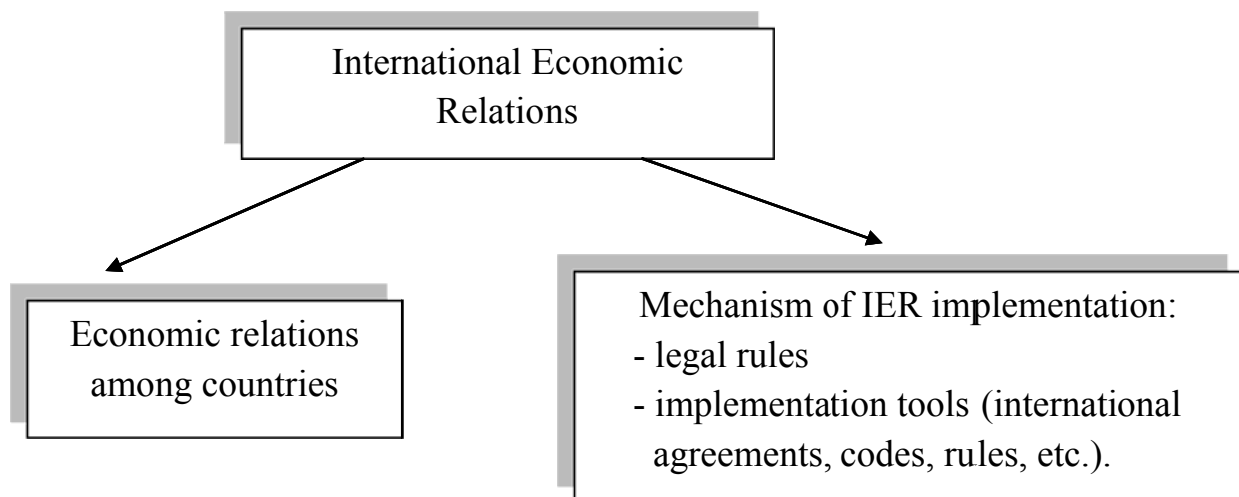 International Economic
Relations
Economic relations
among countries
Mechanism of IER implementation:
- legal rules
- implementation tools (international
agreements, codes, rules, etc.).